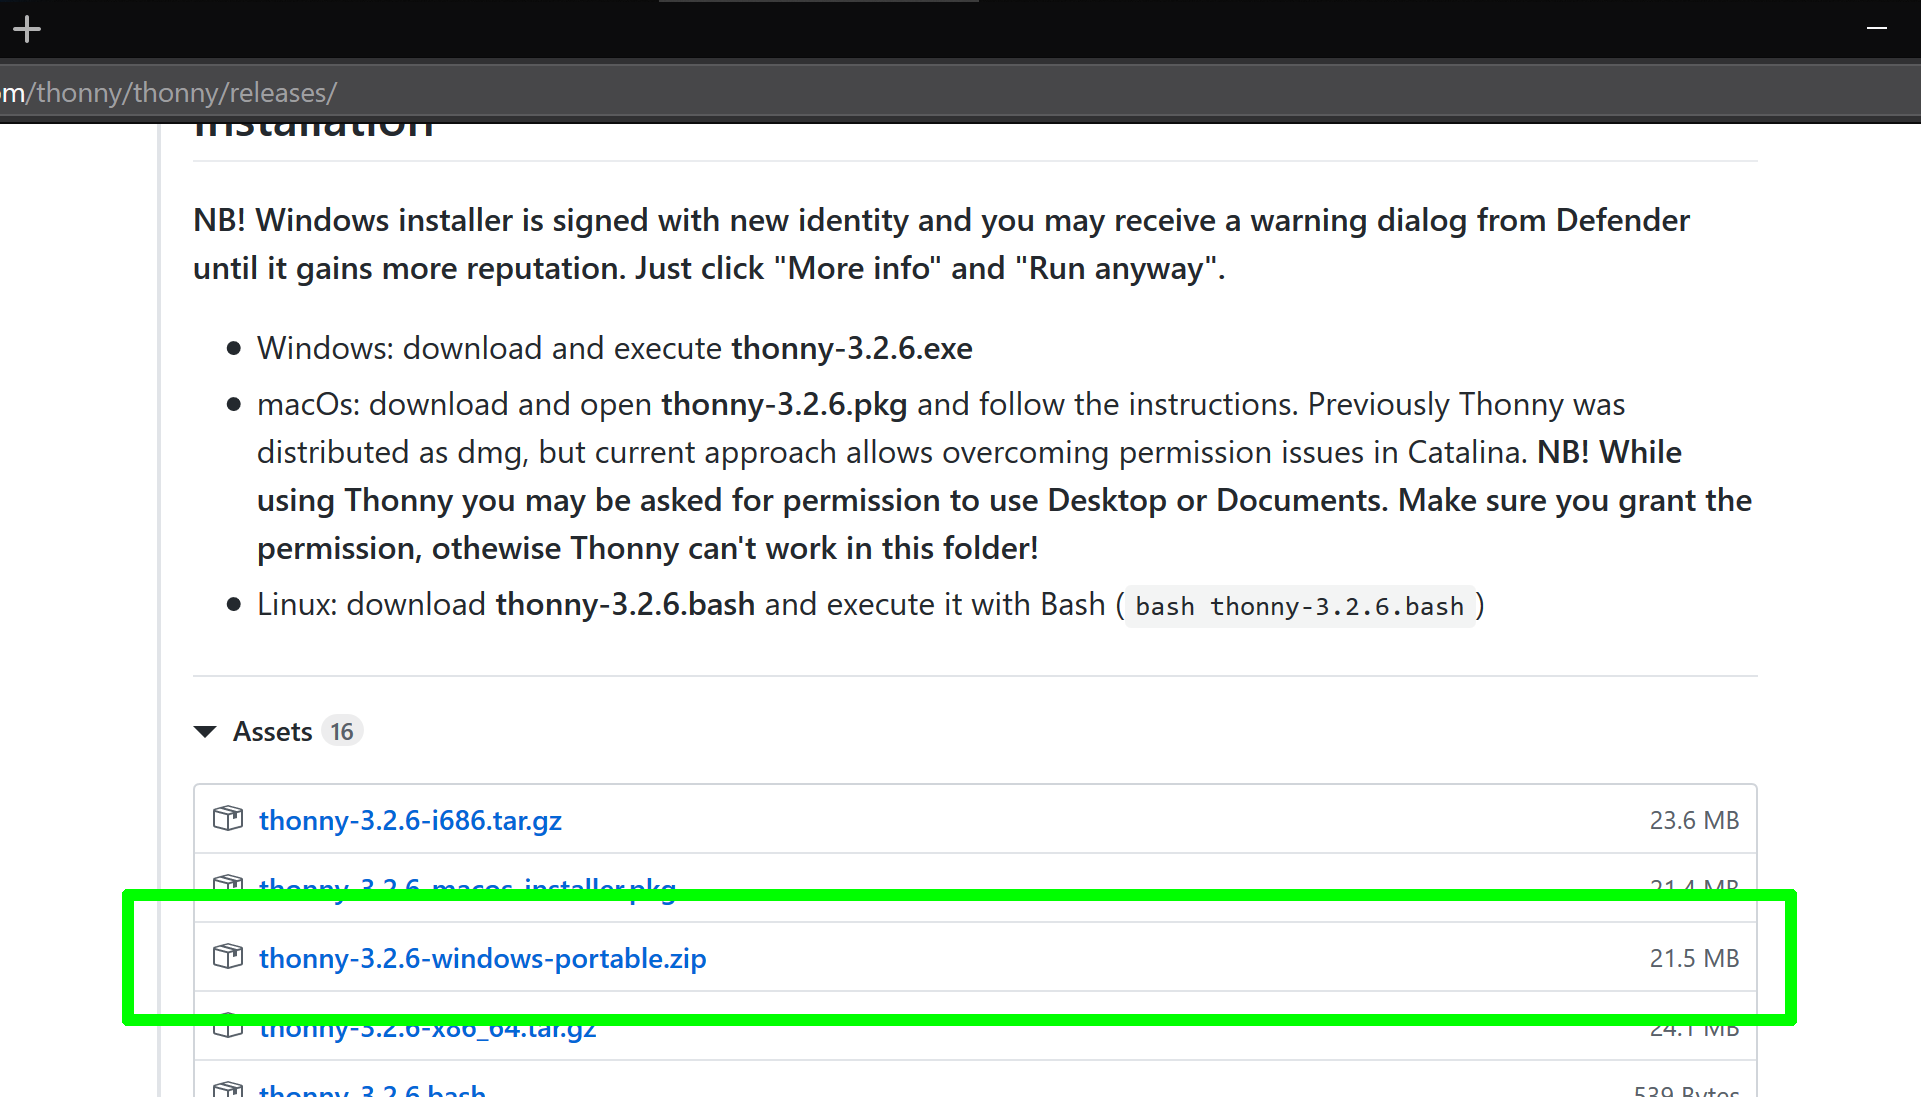 m/thonny/thonny/releases/
Installation
NB! Windows installer is signed with new identity and you may receive a warning dialog from Defender
until it gains more reputation. Just click "More info" and "Run anyway".
Windows: download and execute thonny-3.2.6.exe
macOs: download and open thonny-3.2.6.pkg and follow the instructions. Previously Thonny was
distributed as dmg, but current approach allows overcoming permission issues in Catalina. NB! While
using Thonny you may be asked for permission to use Desktop or Documents. Make sure you grant the
permission, othewise Thonny can't work in this folder!
Linux: download thonny-3.2.6.bash and execute it with Bash ( bash thonny-3.2.6.bash )
Assets 16
thonny-3.2.6-i686.tar.gz 23.6 MB
thonny-3.2.6-macos-installer.pkg 21.4 MB
thonny-3.2.6-windows-portable.zip 21.5 MB
thonny-3.2.6-x86_64.tar.gz 24.1 MB
thonny-3.2.6.bash 539 Bytes